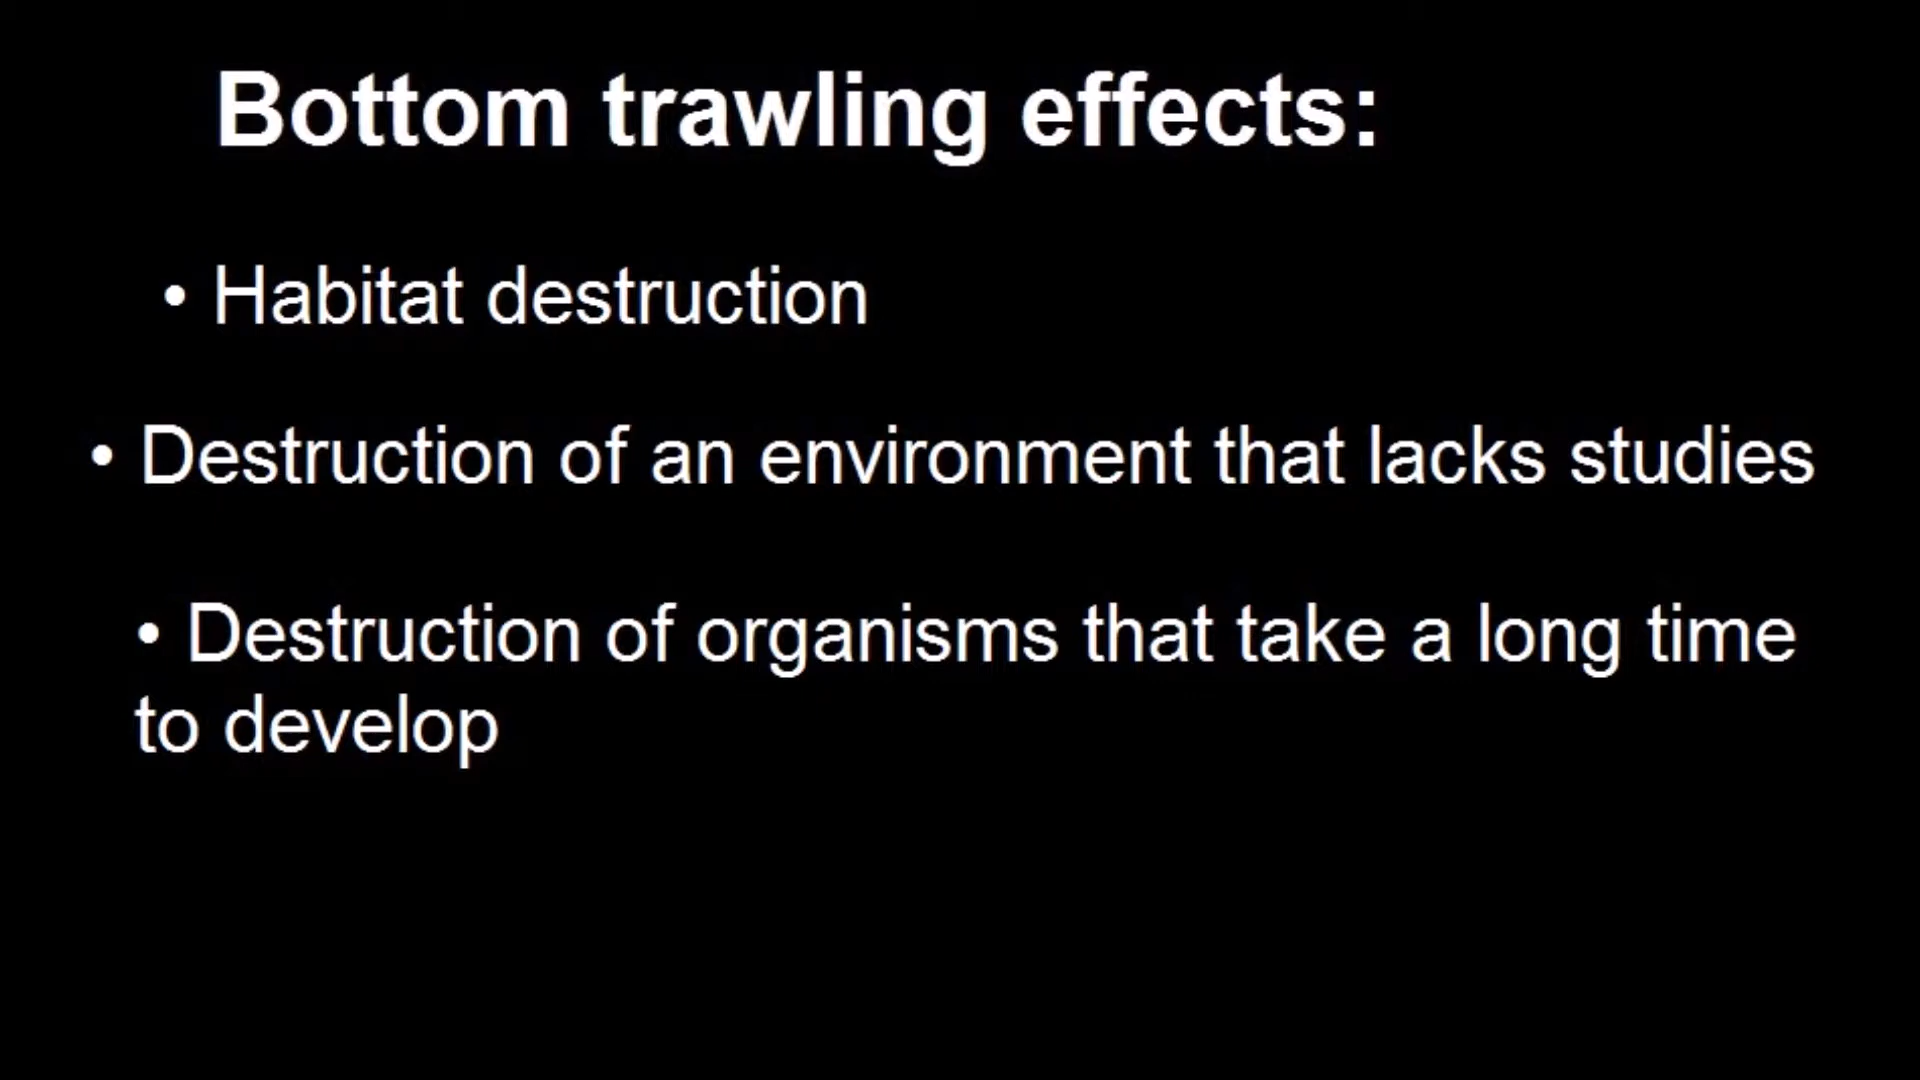 Bottom trawling effects:
• Habitat destruction
• Destruction of an environment that lacks studies
• Destruction of organisms that take a long time
to develop